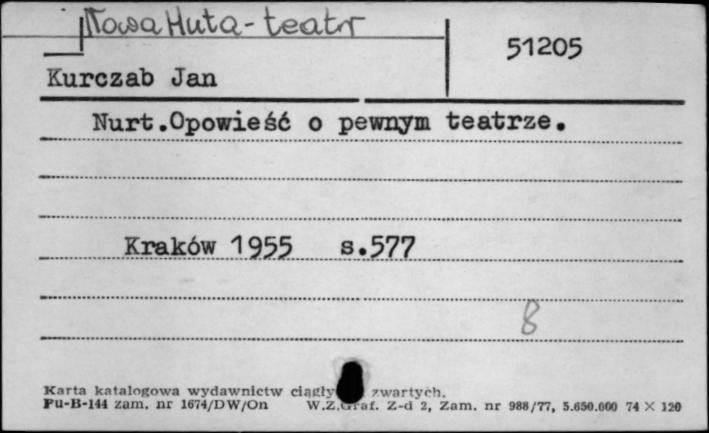 Nowa Huta - teatr
51205
Kurczab Jan
Nurt.Opowieść o pewnym teatrze.
Kraków 1955 s.577
8
Karta katalogowa wydawnictw ciągły zwartych.
Pu-B-144 zam. nr 1674/DW/On W.Z.Graf. Z-d 2, Zam. nr 988/77, 5.650.000 74 × 120